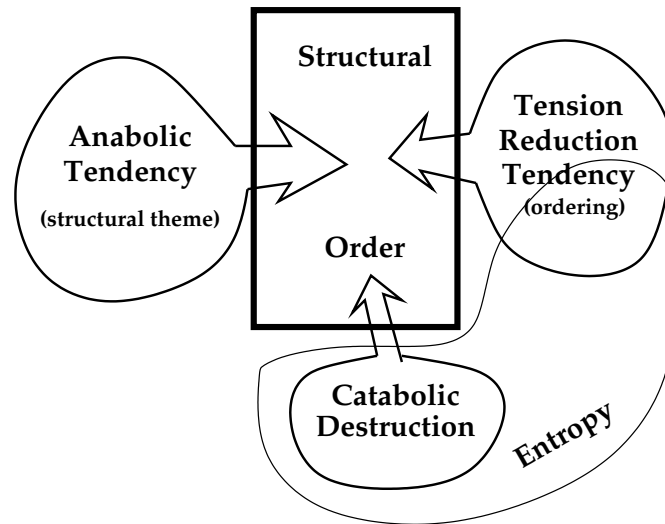 Structural
Order
Anabolic
Tendency
(structural theme)
Tension
Reduction
Tendency
(ordering)
Catabolic
Destruction
Entropy